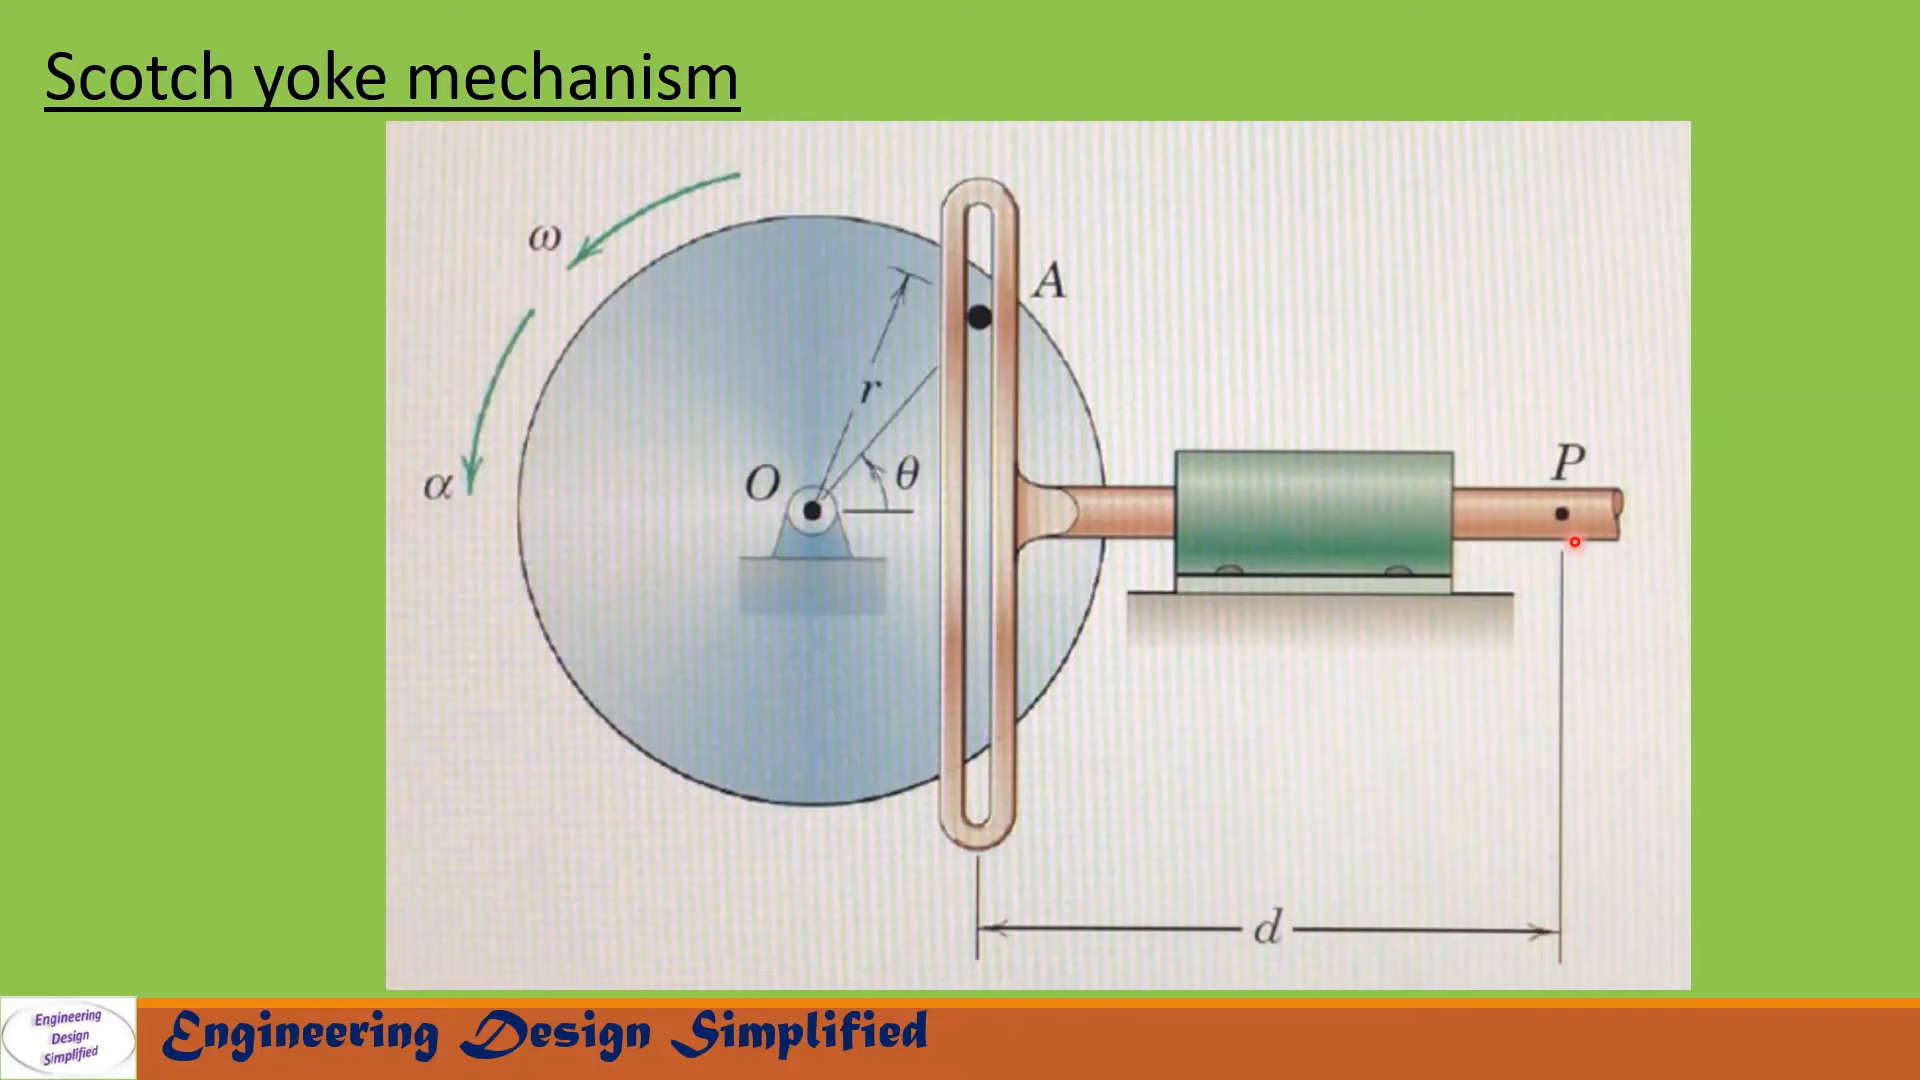 Scotch yoke mechanism
ω
A
r
P
O
θ
α
d
Engineering
Design
Simplified
Engineering Design Simplified